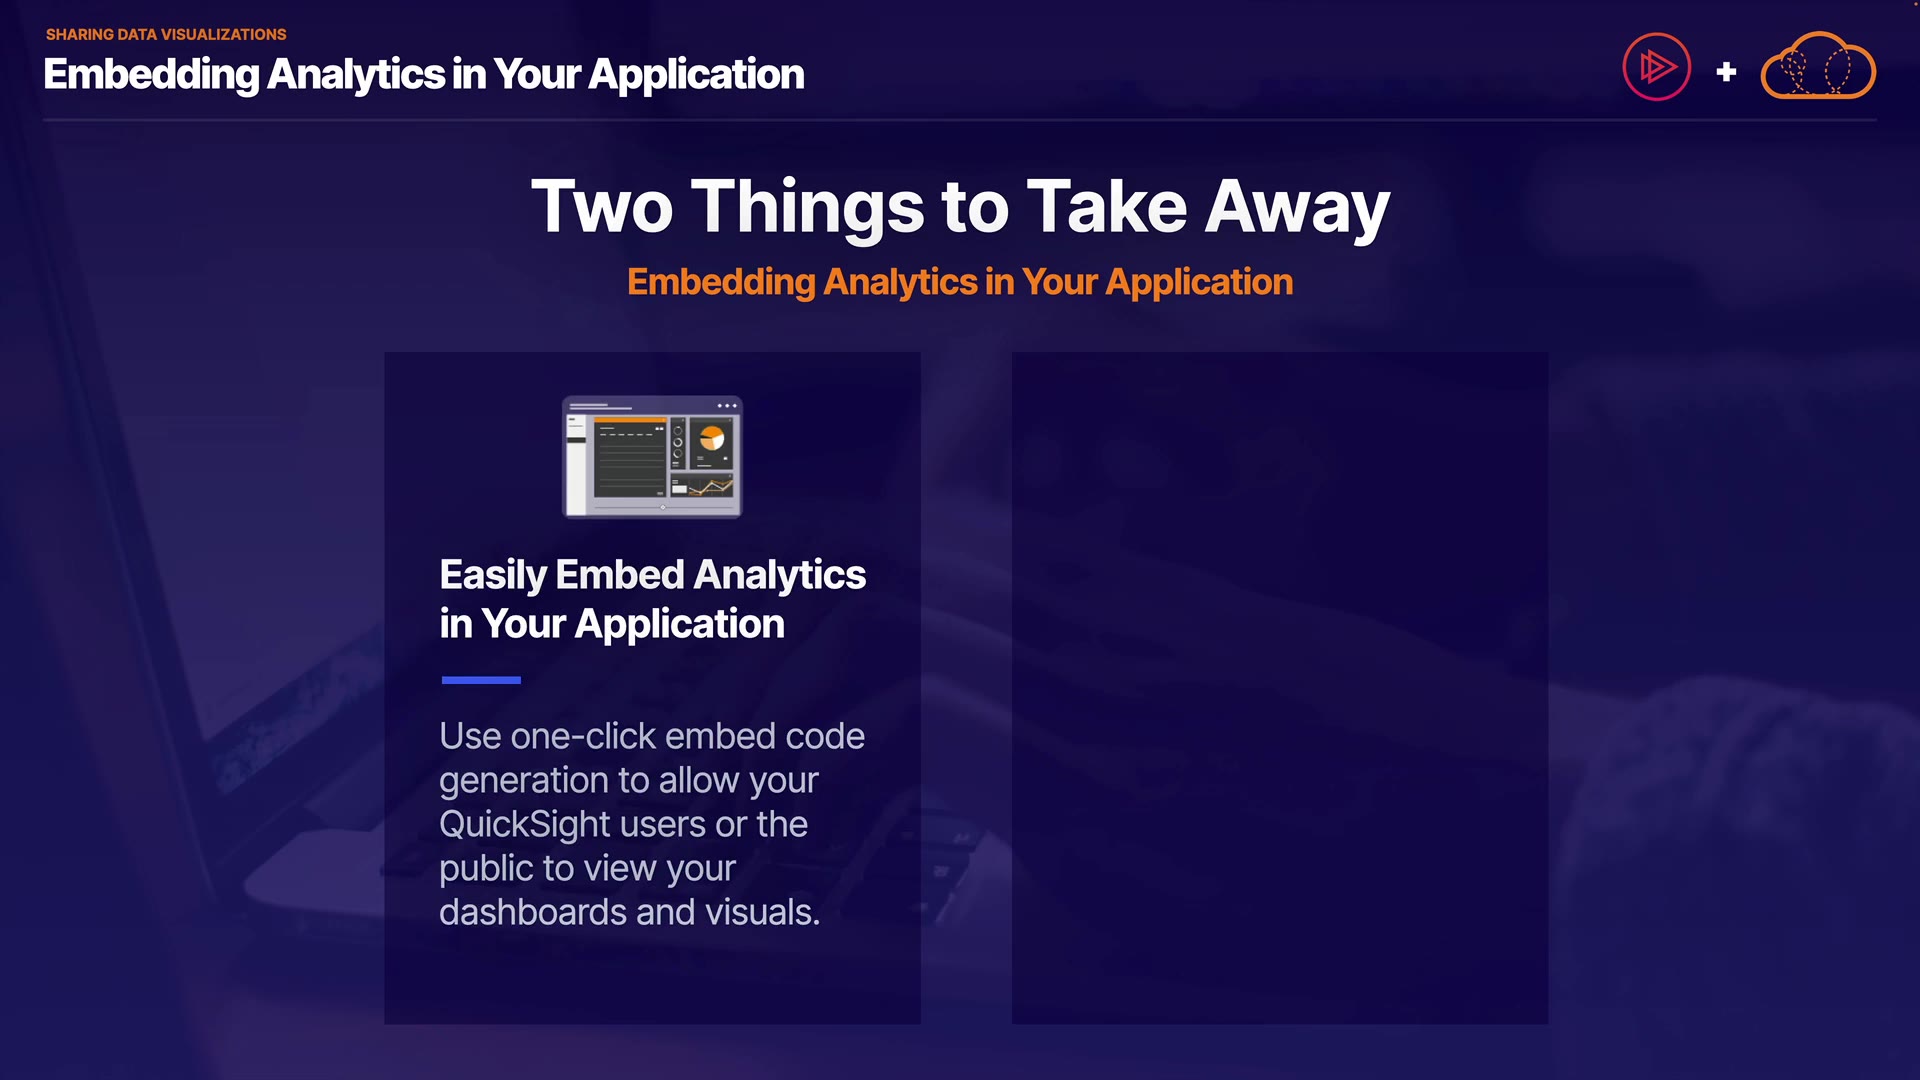 SHARING DATA VISUALIZATIONS
Embedding Analytics in Your Application
+
Two Things to Take Away
Embedding Analytics in Your Application
Easily Embed Analytics
in Your Application
Use one-click embed code
generation to allow your
QuickSight users or the
public to view your
dashboards and visuals.